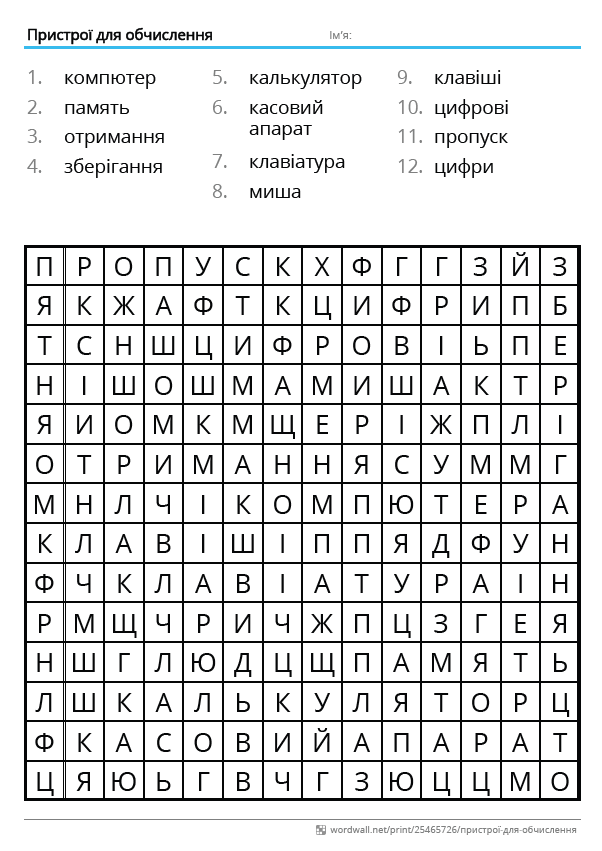 Пристрої для обчислення Ім'я:
1. компютер
2. память
3. отримання
4. зберігання
5. калькулятор
6. касовий
апарат
7. клавіатура
8. миша
9. клавіші
10. цифрові
11. пропуск
12. цифри
П Р О П У С К Х Ф Г Г З Й З
Я К Ж А Ф Т К Ц И Ф Р И П Б
Т С Н Ш Ц И Ф Р О В І Ь П Е
Н І Ш О Ш М А М И Ш А К Т Р
Я И О М К М Щ Е Р І Ж П Л І
О Т Р И М А Н Н Я С У М М Г
М Н Л Ч І К О М П Ю Т Е Р А
К Л А В І Ш І П П Я Д Ф У Н
Ф Ч К Л А В І А Т У Р А І Н
Р М Щ Ч Р И Ч Ж П Ц З Г Е Я
Н Ш Г Л Ю Д Ц Щ П А М Я Т Ь
Л Ш К А Л Ь К У Л Я Т О Р Ц
Ф К А С О В И Й А П А Р А Т
Ц Я Ю Ь Г В Ч Г З Ю Ц Ц М О
wordwall.net/print/25465726/пристрої-для-обчислення